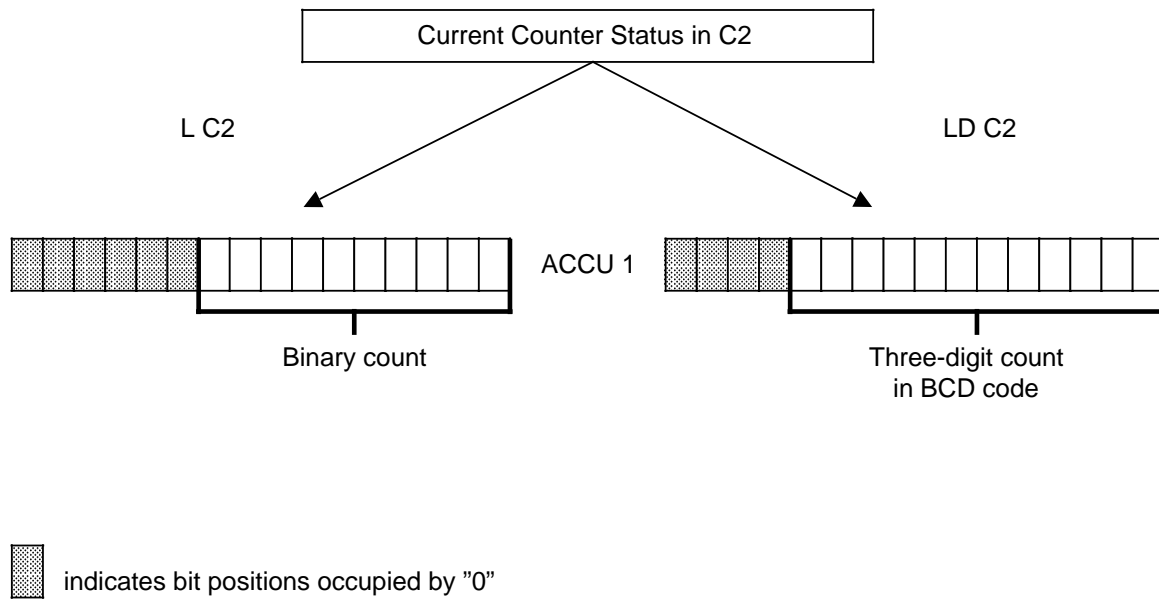 Current Counter Status in C2
L C2
LD C2
ACCU 1
Binary count
Three-digit count
in BCD code
indicates bit positions occupied by ”0”